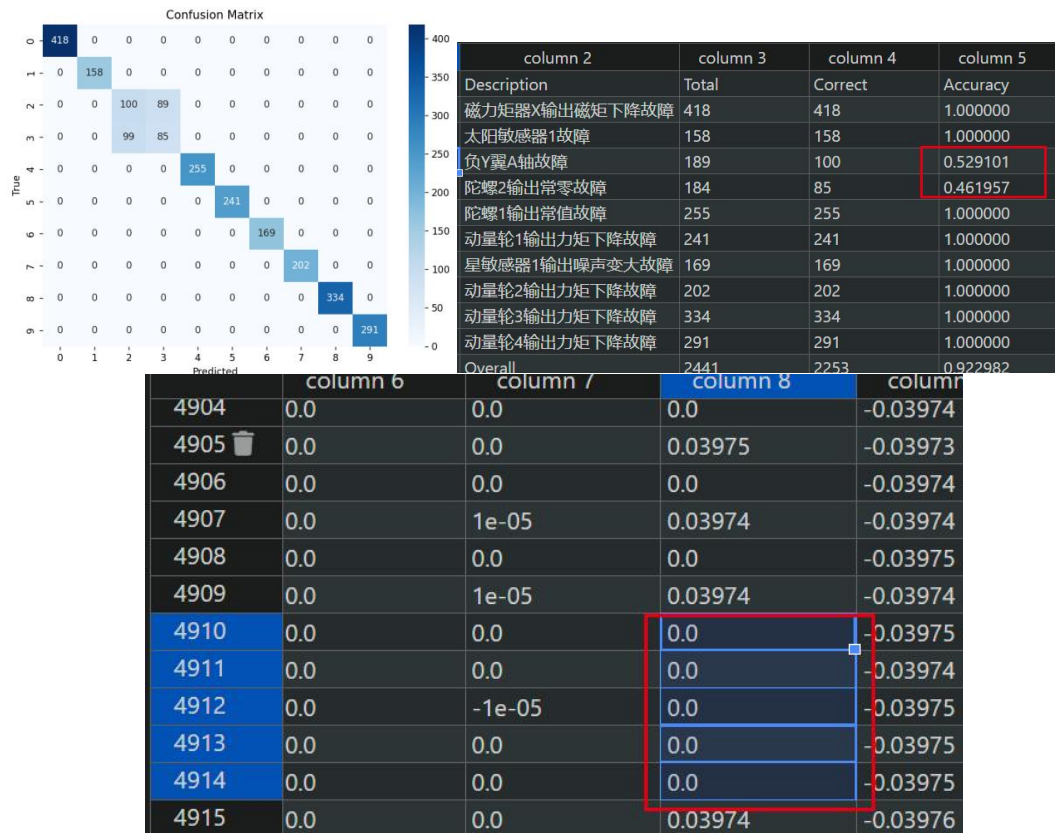 Confusion Matrix
0 418 0 0 0 0 0 0 0 0 0
1 0 158 0 0 0 0 0 0 0 0
2 0 0 100 89 0 0 0 0 0 0
3 0 0 99 85 0 0 0 0 0 0
4 0 0 0 0 255 0 0 0 0 0
5 0 0 0 0 0 241 0 0 0 0
6 0 0 0 0 0 0 169 0 0 0
7 0 0 0 0 0 0 0 202 0 0
8 0 0 0 0 0 0 0 0 334 0
9 0 0 0 0 0 0 0 0 0 291
0 1 2 3 4 5 6 7 8 9
True
Predicted
400
350
300
250
200
150
100
50
0
column 2 column 3 column 4 column 5
Description Total Correct Accuracy
磁力矩器X输出磁矩下降故障 418 418 1.000000
太阳敏感器1故障 158 158 1.000000
负Y翼A轴故障 189 100 0.529101
陀螺2输出常零故障 184 85 0.461957
陀螺1输出常值故障 255 255 1.000000
动量轮1输出力矩下降故障 241 241 1.000000
星敏感器1输出噪声变大故障 169 169 1.000000
动量轮2输出力矩下降故障 202 202 1.000000
动量轮3输出力矩下降故障 334 334 1.000000
动量轮4输出力矩下降故障 291 291 1.000000
Overall 2441 2253 0.922982
column 6 column 7 column 8 column
4904 0.0 0.0 0.0 -0.03974
4905 0.0 0.0 0.03975 -0.03973
4906 0.0 0.0 0.0 -0.03974
4907 0.0 1e-05 0.03974 -0.03974
4908 0.0 0.0 0.0 -0.03975
4909 0.0 1e-05 0.03974 -0.03974
4910 0.0 0.0 0.0 -0.03975
4911 0.0 0.0 0.0 -0.03974
4912 0.0 -1e-05 0.0 -0.03975
4913 0.0 0.0 0.0 -0.03975
4914 0.0 0.0 0.0 -0.03975
4915 0.0 0.0 0.03974 -0.03976